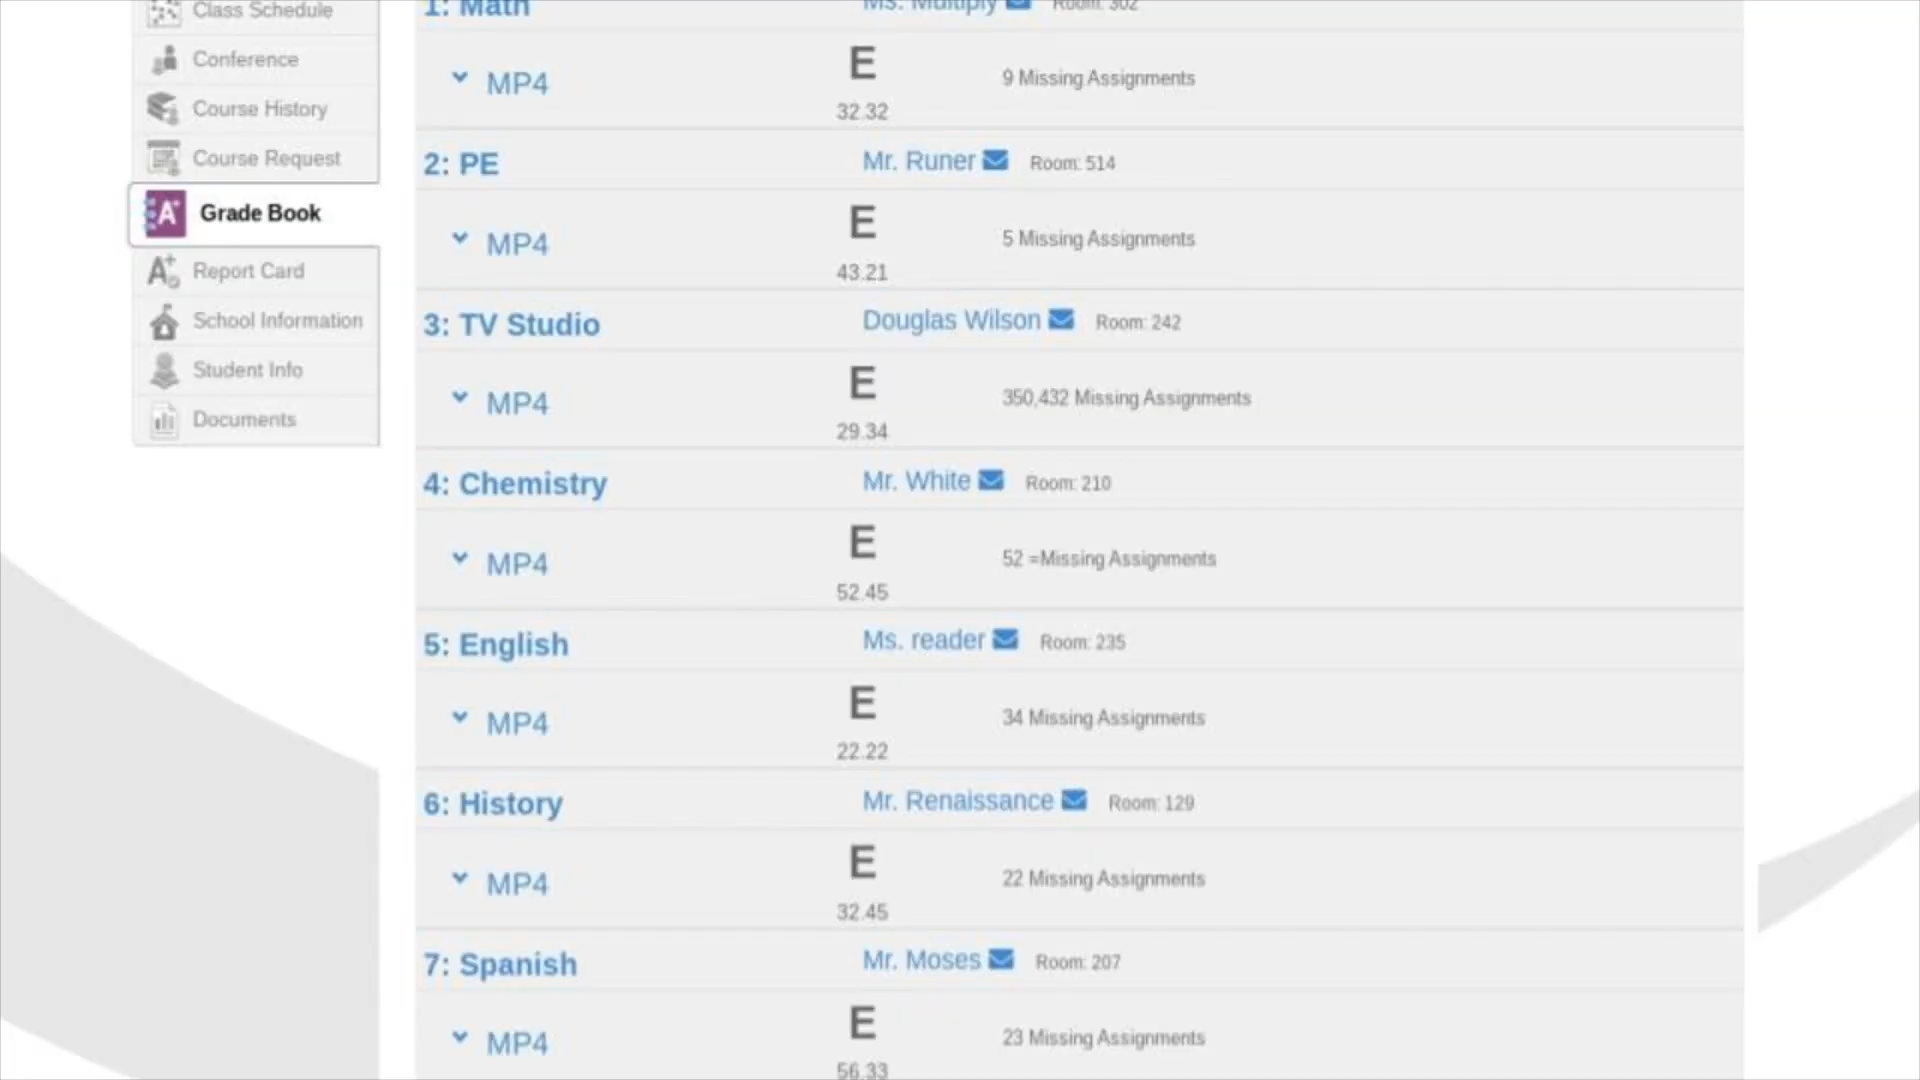 Class Schedule
Conference
Course History
Course Request
Grade Book
Report Card
School Information
Student Info
Documents
1: Math Ms. Multiply Room: 302
MP4 E 9 Missing Assignments
32.32
2: PE Mr. Runer Room: 514
MP4 E 5 Missing Assignments
43.21
3: TV Studio Douglas Wilson Room: 242
MP4 E 350,432 Missing Assignments
29.34
4: Chemistry Mr. White Room: 210
MP4 E 52 =Missing Assignments
52.45
5: English Ms. reader Room: 235
MP4 E 34 Missing Assignments
22.22
6: History Mr. Renaissance Room: 129
MP4 E 22 Missing Assignments
32.45
7: Spanish Mr. Moses Room: 207
MP4 E 23 Missing Assignments
56.33